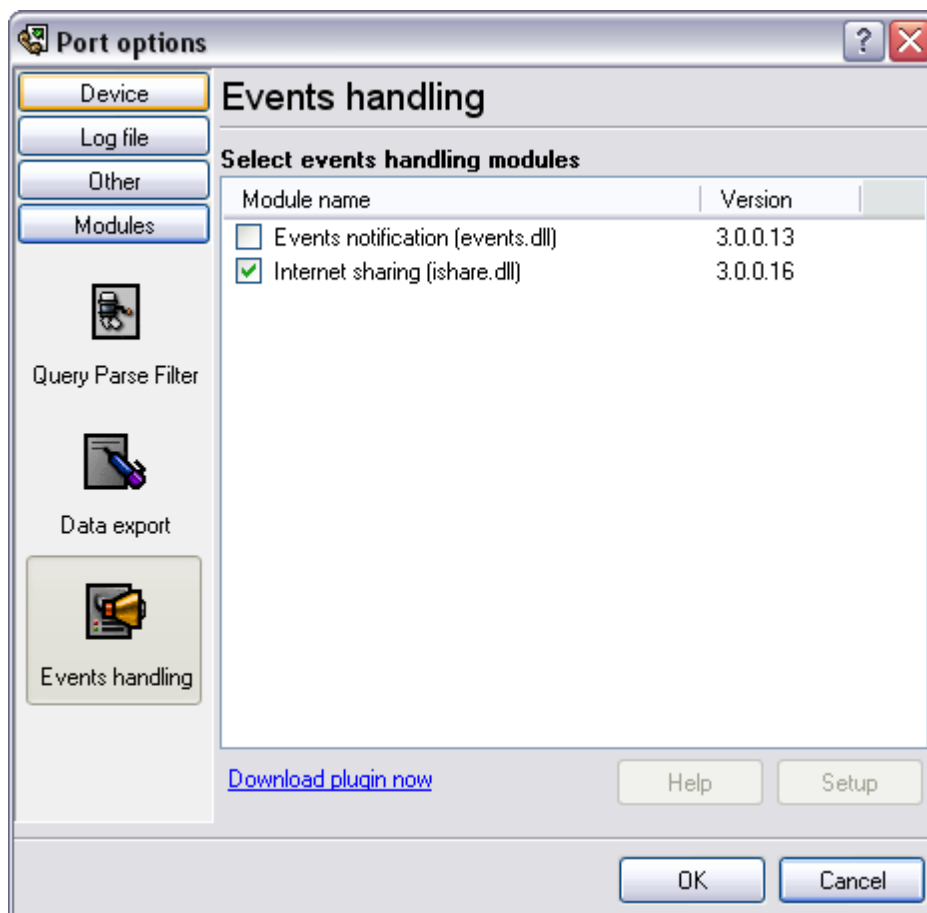 Port options
Device
Log file
Other
Modules
Query Parse Filter
Data export
Events handling
Events handling
Select events handling modules
Module name Version
Events notification (events.dll) 3.0.0.13
Internet sharing (ishare.dll) 3.0.0.16
Download plugin now
Help Setup
OK Cancel